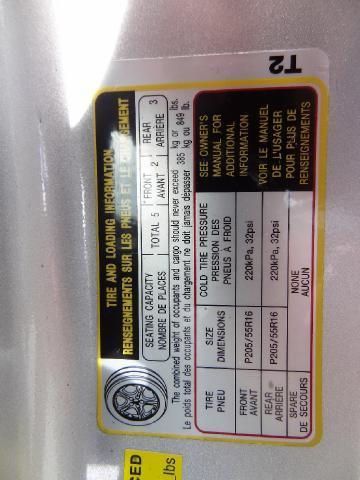 T2
TIRE AND LOADING INFORMATION
RENSEIGNEMENTS SUR LES PNEUS ET LE CHARGEMENT
SEATING CAPACITY
NOMBRE DE PLACES
TOTAL 5
FRONT
AVANT 2
REAR
ARRIÈRE 3
The combined weight of occupants and cargo should never exceed 385 kg or 849 lb.
Le poids total des occupants et du chargement ne doit jamais dépasser 385 kg or 849 lbs.
TIRE
PNEU
SIZE
DIMENSIONS
COLD TIRE PRESSURE
PRESSION DES
PNEUS À FROID
FRONT
AVANT
P205/55R16
220kPa, 32psi
REAR
ARRIÈRE
P205/55R16
220kPa, 32psi
SPARE
DE SECOURS
NONE
AUCUN
SEE OWNER'S
MANUAL FOR
ADDITIONAL
INFORMATION
VOIR LE MANUEL
DE L'USAGER
POUR PLUS DE
RENSEIGNEMENTS
CED
Lbs